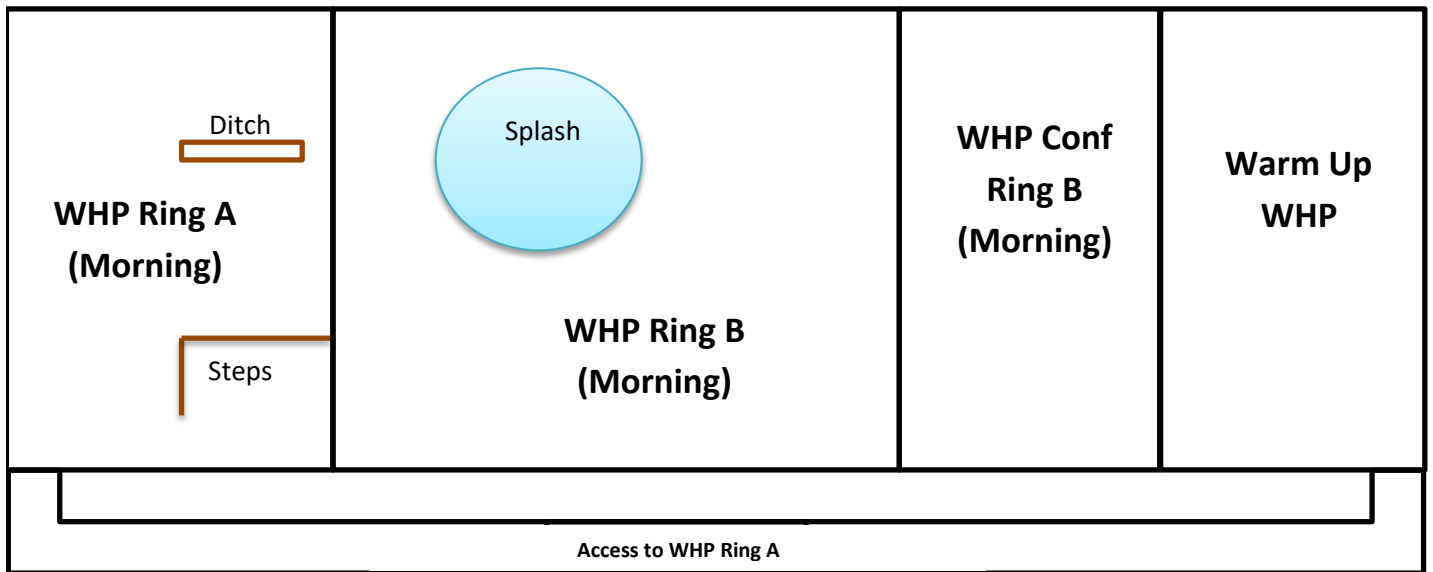 Ditch
WHP Ring A
(Morning)
Steps
Splash
WHP Ring B
(Morning)
WHP Conf
Ring B
(Morning)
Warm Up
WHP
Access to WHP Ring A